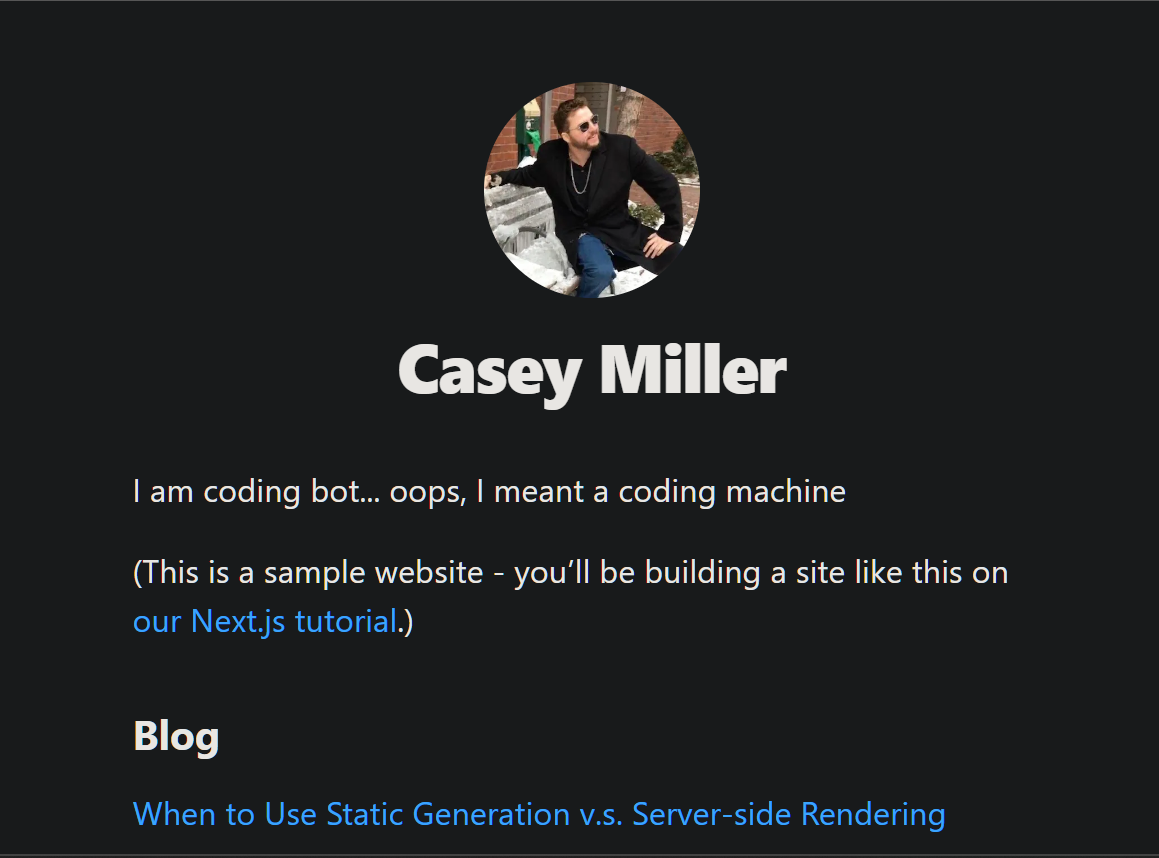 Casey Miller
I am coding bot... oops, I meant a coding machine
(This is a sample website - you’ll be building a site like this on
our Next.js tutorial.)
Blog
When to Use Static Generation v.s. Server-side Rendering